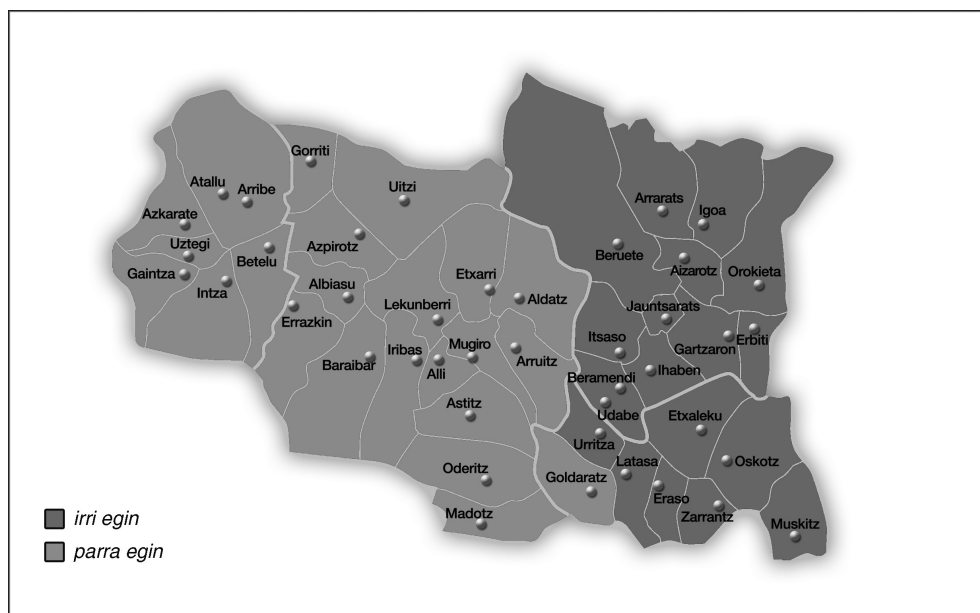 Gorriti
Uitzi
Atallu
Arribe
Arrarats
Igoa
Azkarate
Uztegi
Azpirotz
Beruete
Aizarotz
Orokieta
Gaintza
Betelu
Intza
Etxarri
Albiasu
Aldatz
Lekunberri
Jauntsarats
Errazkin
Itsaso
Gartzaron
Erbiti
Iribas
Mugiro
Baraibar
Alli
Arruitz
Ihaben
Beramendi
Astitz
Udabe
Etxaleku
Urritza
Latasa
Oskotz
Oderitz
Goldaratz
Eraso
Zarrantz
Madotz
Muskitz
irri egin
parra egin